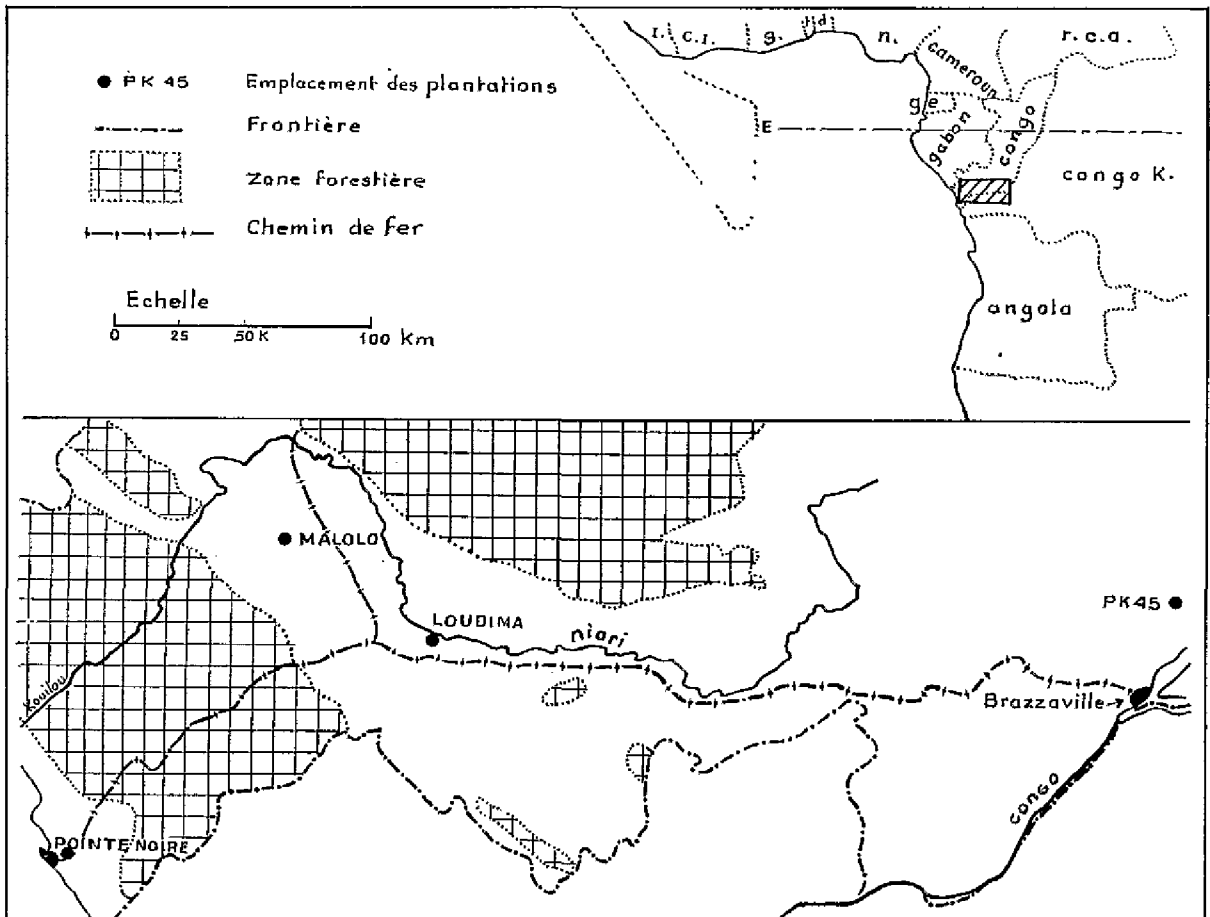 PK 45 Emplacement des plantations
Frontière
Zone forestière
Chemin de fer
Echelle
0 25 50 K 100 Km
I. C.I. g. t d n. cameroun r.c.a.
ge gabon congo
E
congo K.
angola
MALOLO
LOUDIMA
niari
PK45
Kouilou
Brazzaville
congo
POINTE NOIRE